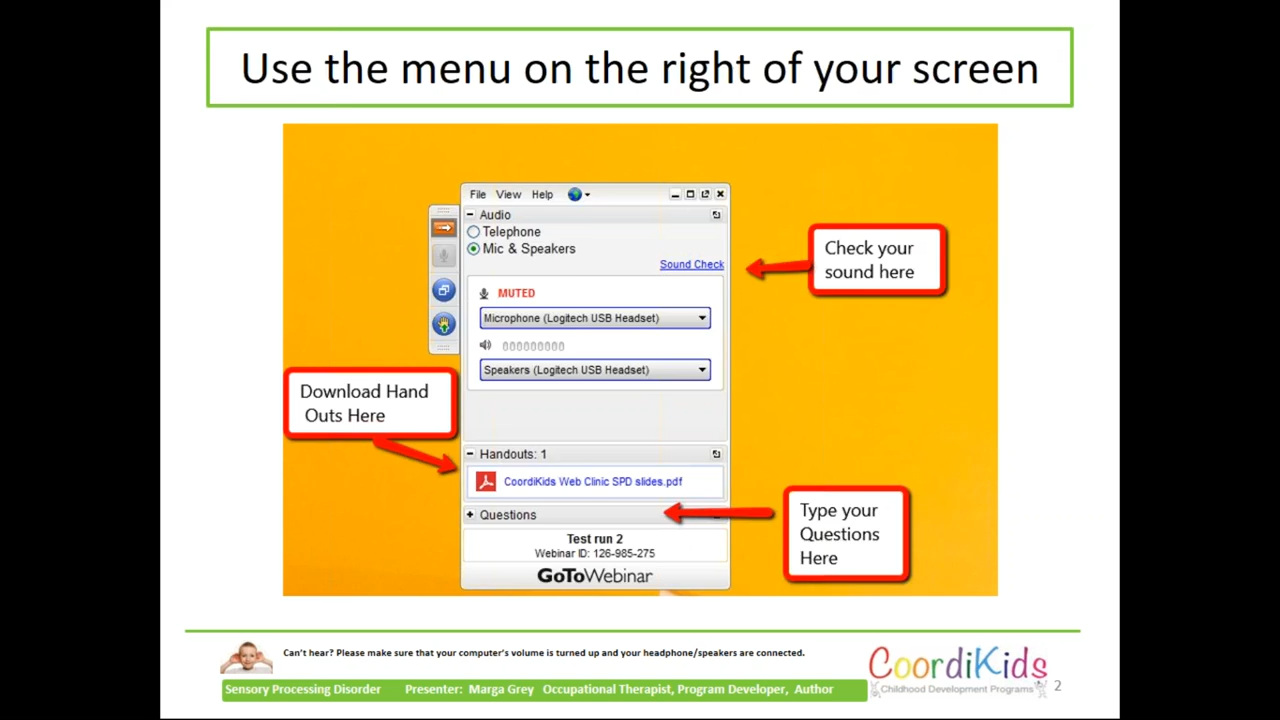 Use the menu on the right of your screen
File View Help
Audio
Telephone
Mic & Speakers
Sound Check
Check your
sound here
MUTED
Microphone (Logitech USB Headset)
Speakers (Logitech USB Headset)
Download Hand
Outs Here
Handouts: 1
CoordiKids Web Clinic SPD slides.pdf
Questions
Type your
Questions
Here
Test run 2
Webinar ID: 126-985-275
GoToWebinar
Can't hear? Please make sure that your computer's volume is turned up and your headphone/speakers are connected.
Sensory Processing Disorder Presenter: Marga Grey Occupational Therapist, Program Developer, Author
CoordiKids
Childhood Development Programs
2